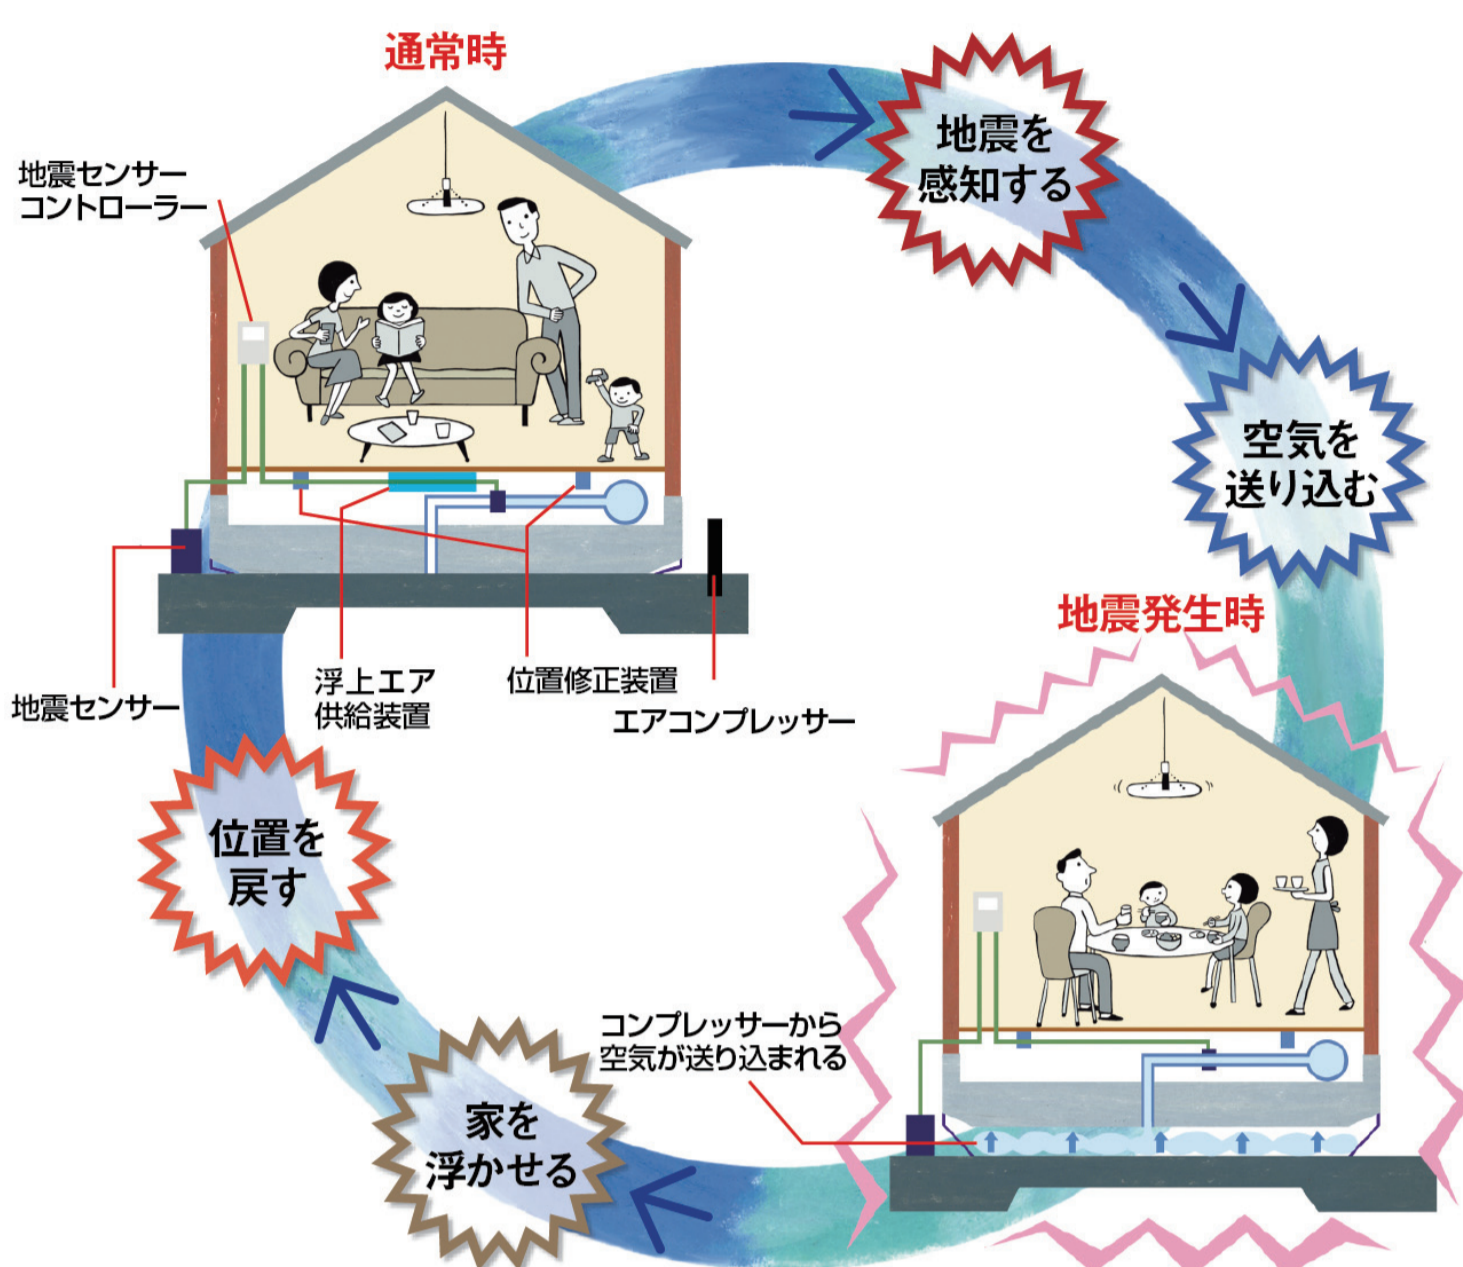 通常時
地震センサー
コントローラー
地震センサー
浮上エア
供給装置
位置修正装置
エアコンプレッサー
地震を
感知する
空気を
送り込む
地震発生時
コンプレッサーから
空気が送り込まれる
家を
浮かせる
位置を
戻す